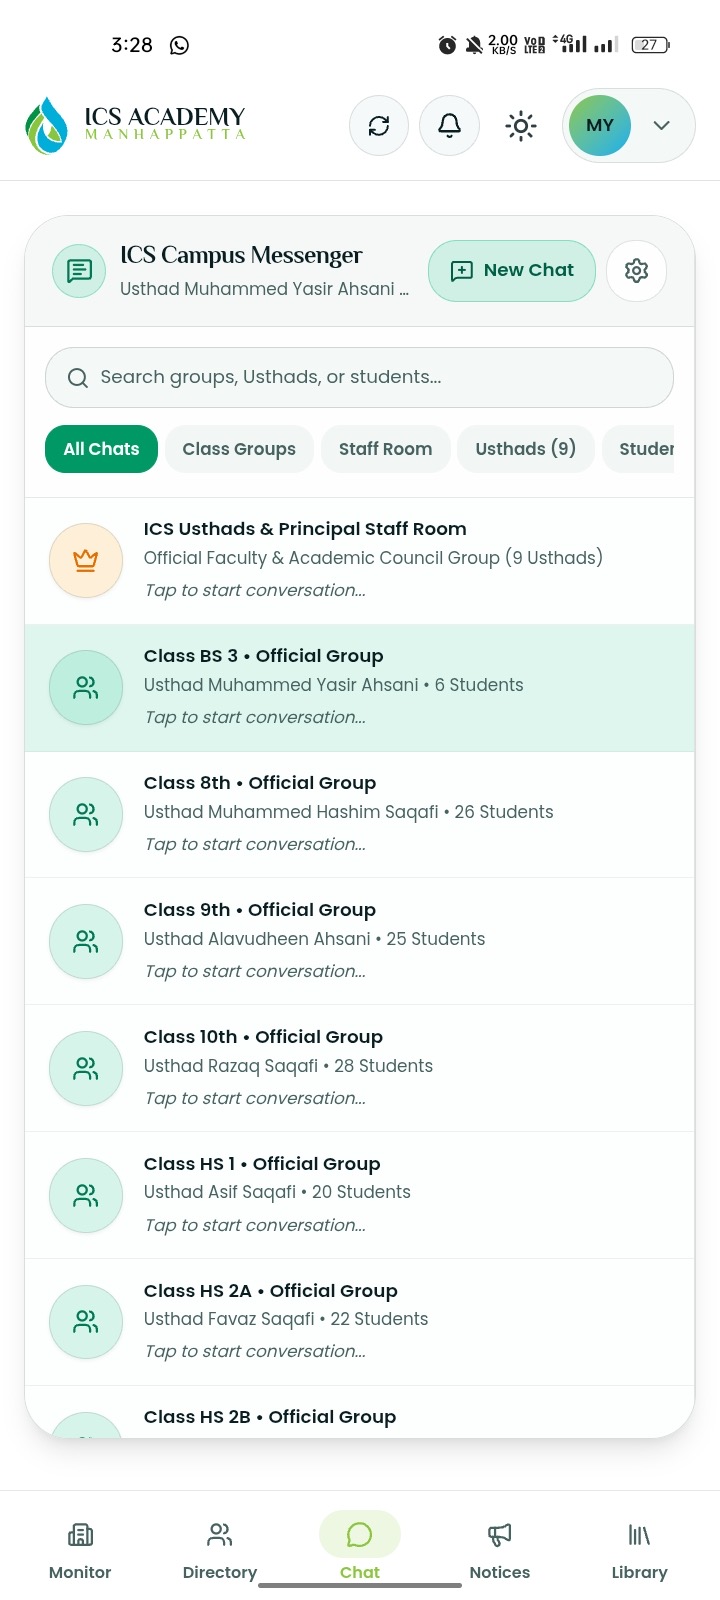 3:28
2.00 KB/S VoD LTE2 4G 27
ICS ACADEMY
MANHAPPATTA
MY
ICS Campus Messenger
Usthad Muhammed Yasir Ahsani ...
New Chat
Search groups, Usthads, or students...
All Chats Class Groups Staff Room Usthads (9) Studer
ICS Usthads & Principal Staff Room
Official Faculty & Academic Council Group (9 Usthads)
Tap to start conversation...
Class BS 3 • Official Group
Usthad Muhammed Yasir Ahsani • 6 Students
Tap to start conversation...
Class 8th • Official Group
Usthad Muhammed Hashim Saqafi • 26 Students
Tap to start conversation...
Class 9th • Official Group
Usthad Alavudheen Ahsani • 25 Students
Tap to start conversation...
Class 10th • Official Group
Usthad Razaq Saqafi • 28 Students
Tap to start conversation...
Class HS 1 • Official Group
Usthad Asif Saqafi • 20 Students
Tap to start conversation...
Class HS 2A • Official Group
Usthad Favaz Saqafi • 22 Students
Tap to start conversation...
Class HS 2B • Official Group
Monitor Directory Chat Notices Library